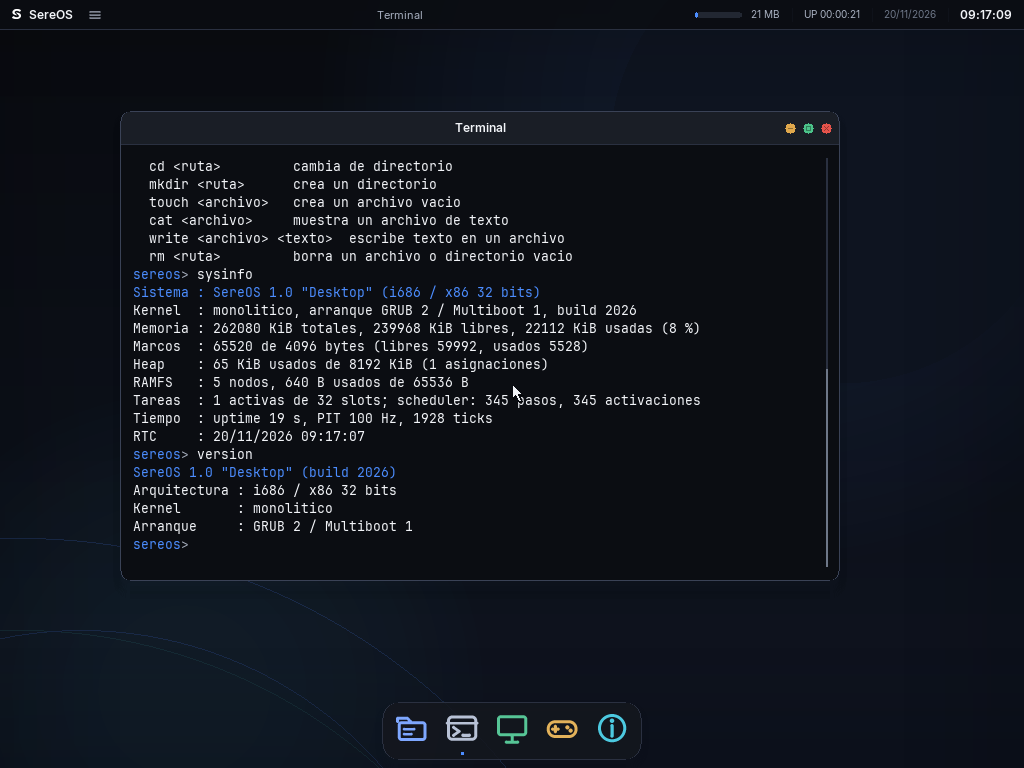 SereOS
Terminal
21 MB
UP 00:00:21
20/11/2026
09:17:09
Terminal
cd <ruta>         cambia de directorio
mkdir <ruta>      crea un directorio
touch <archivo>   crea un archivo vacio
cat <archivo>     muestra un archivo de texto
write <archivo> <texto>  escribe texto en un archivo
rm <ruta>         borra un archivo o directorio vacio
sereos> sysinfo
Sistema : SereOS 1.0 "Desktop" (i686 / x86 32 bits)
Kernel  : monolitico, arranque GRUB 2 / Multiboot 1, build 2026
Memoria : 262080 KiB totales, 239968 KiB libres, 22112 KiB usadas (8 %)
Marcos  : 65520 de 4096 bytes (libres 59992, usados 5528)
Heap    : 65 KiB usados de 8192 KiB (1 asignaciones)
RAMFS   : 5 nodos, 640 B usados de 65536 B
Tareas  : 1 activas de 32 slots; scheduler: 345 pasos, 345 activaciones
Tiempo  : uptime 19 s, PIT 100 Hz, 1928 ticks
RTC     : 20/11/2026 09:17:07
sereos> version
SereOS 1.0 "Desktop" (build 2026)
Arquitectura : i686 / x86 32 bits
Kernel       : monolitico
Arranque     : GRUB 2 / Multiboot 1
sereos>